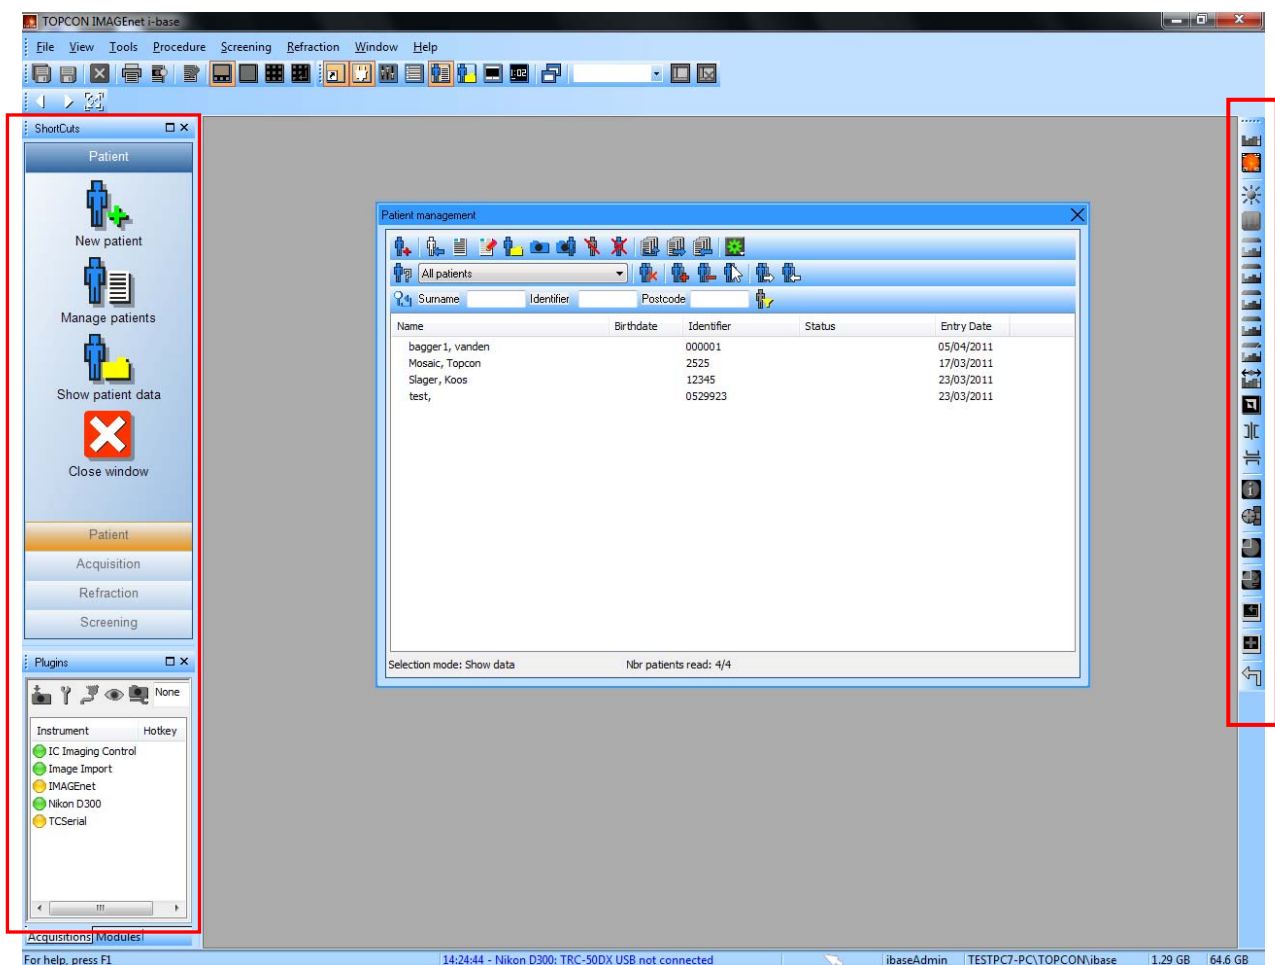 TOPCON IMAGEnet i-base
File View Tools Procedure Screening Refraction Window Help
1:02
ShortCuts
Patient
New patient
Manage patients
Show patient data
Close window
Patient
Acquisition
Refraction
Screening
Plugins
None
Instrument Hotkey
IC Imaging Control
Image Import
IMAGEnet
Nikon D300
TCSerial
Acquisitions Modules
Patient management
All patients
Surname Identifier Postcode
Name Birthdate Identifier Status Entry Date
bagger1, vanden 000001 05/04/2011
Mosaic, Topcon 2525 17/03/2011
Slager, Koos 12345 23/03/2011
test, 0529923 23/03/2011
Selection mode: Show data Nbr patients read: 4/4
For help, press F1 14:24:44 - Nikon D300: TRC-50DX USB not connected ibaseAdmin TESTPC7-PC\TOPCON\ibase 1.29 GB 64.6 GB